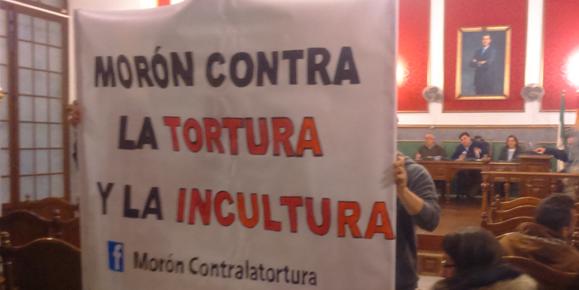 MORÓN CONTRA
LA TORTURA
Y LA INCULTURA
f Morón Contralatortura